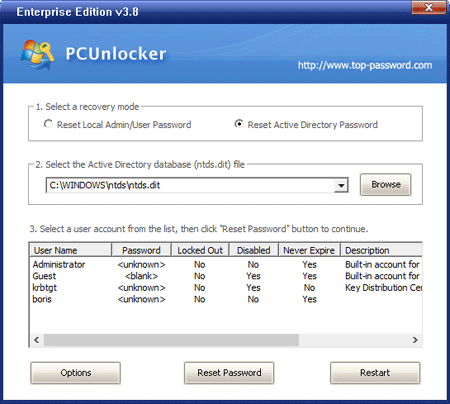 Enterprise Edition v3.8
PCUnlocker
http://www.top-password.com
1. Select a recovery mode
Reset Local Admin/User Password Reset Active Directory Password
2. Select the Active Directory database (ntds.dit) file
C:\WINDOWS\ntds\ntds.dit Browse
3. Select a user account from the list, then click "Reset Password" button to continue.
User Name Password Locked Out Disabled Never Expire Description
Administrator <unknown> No No Yes Built-in account for
Guest <blank> No Yes Yes Built-in account for
krbtgt <unknown> No Yes No Key Distribution Cen
boris <unknown> No No Yes
Options Reset Password Restart